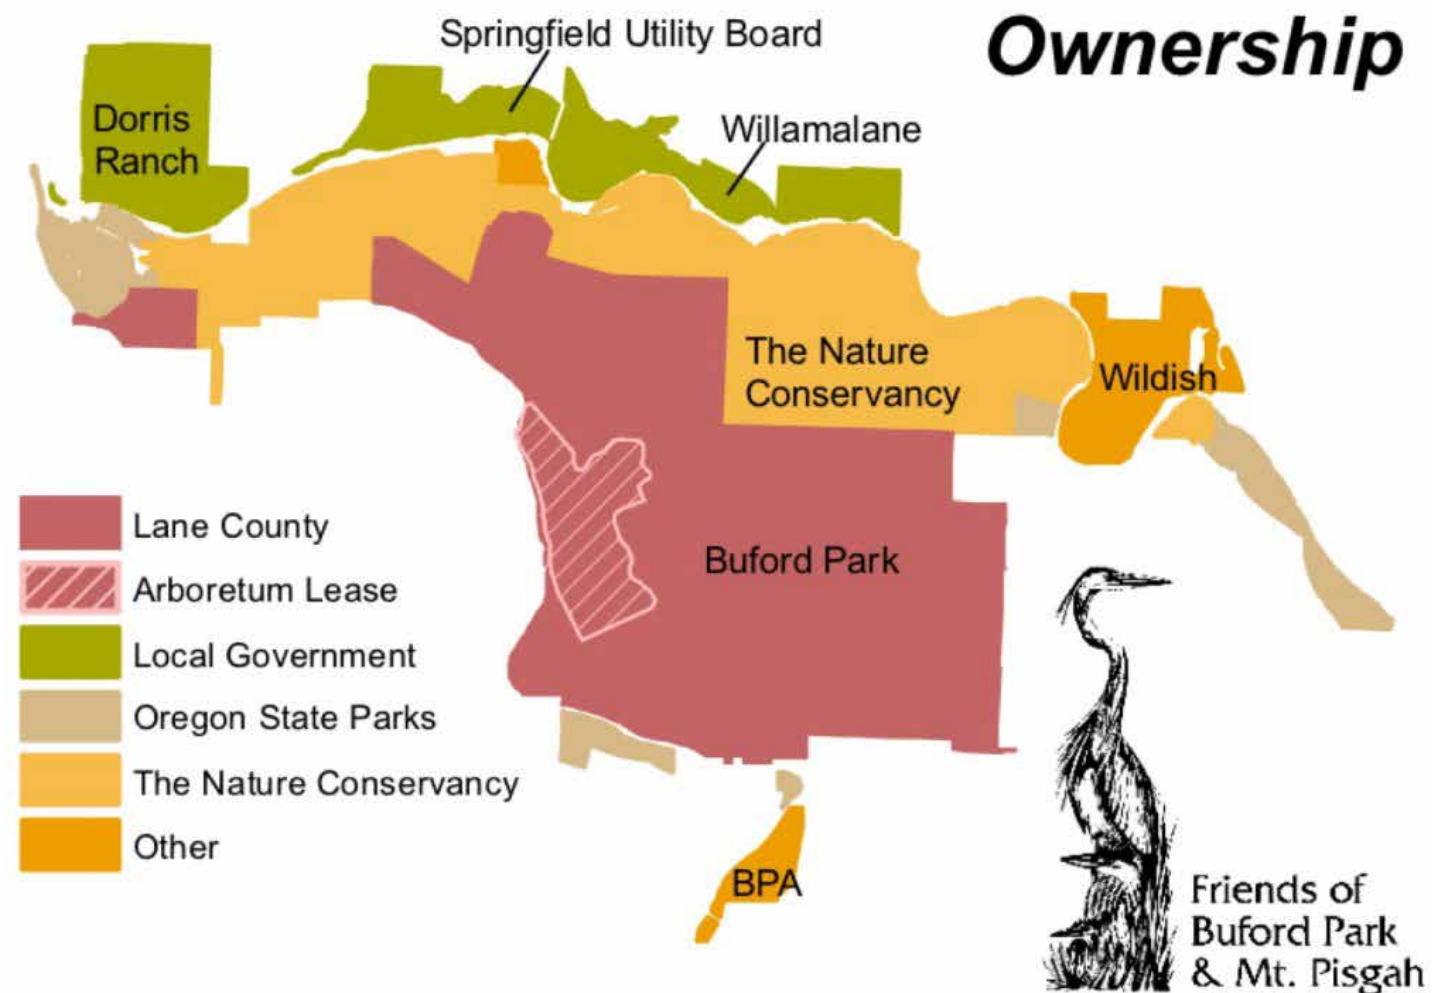 Ownership
Springfield Utility Board
Dorris
Ranch
Willamalane
The Nature
Conservancy
Wildish
Buford Park
BPA
Lane County
Arboretum Lease
Local Government
Oregon State Parks
The Nature Conservancy
Other
Friends of
Buford Park
& Mt. Pisgah